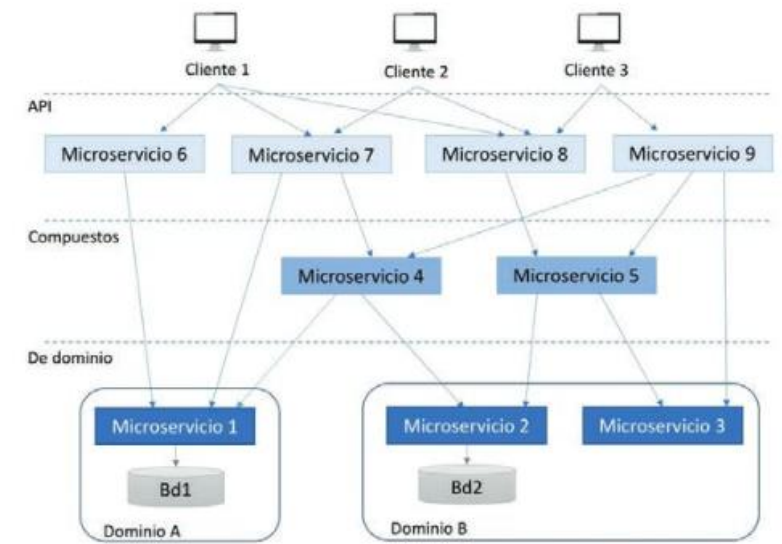 Cliente 1
Cliente 2
Cliente 3
API
Microservicio 6
Microservicio 7
Microservicio 8
Microservicio 9
Compuestos
Microservicio 4
Microservicio 5
De dominio
Microservicio 1
Microservicio 2
Microservicio 3
Bd1
Bd2
Dominio A
Dominio B